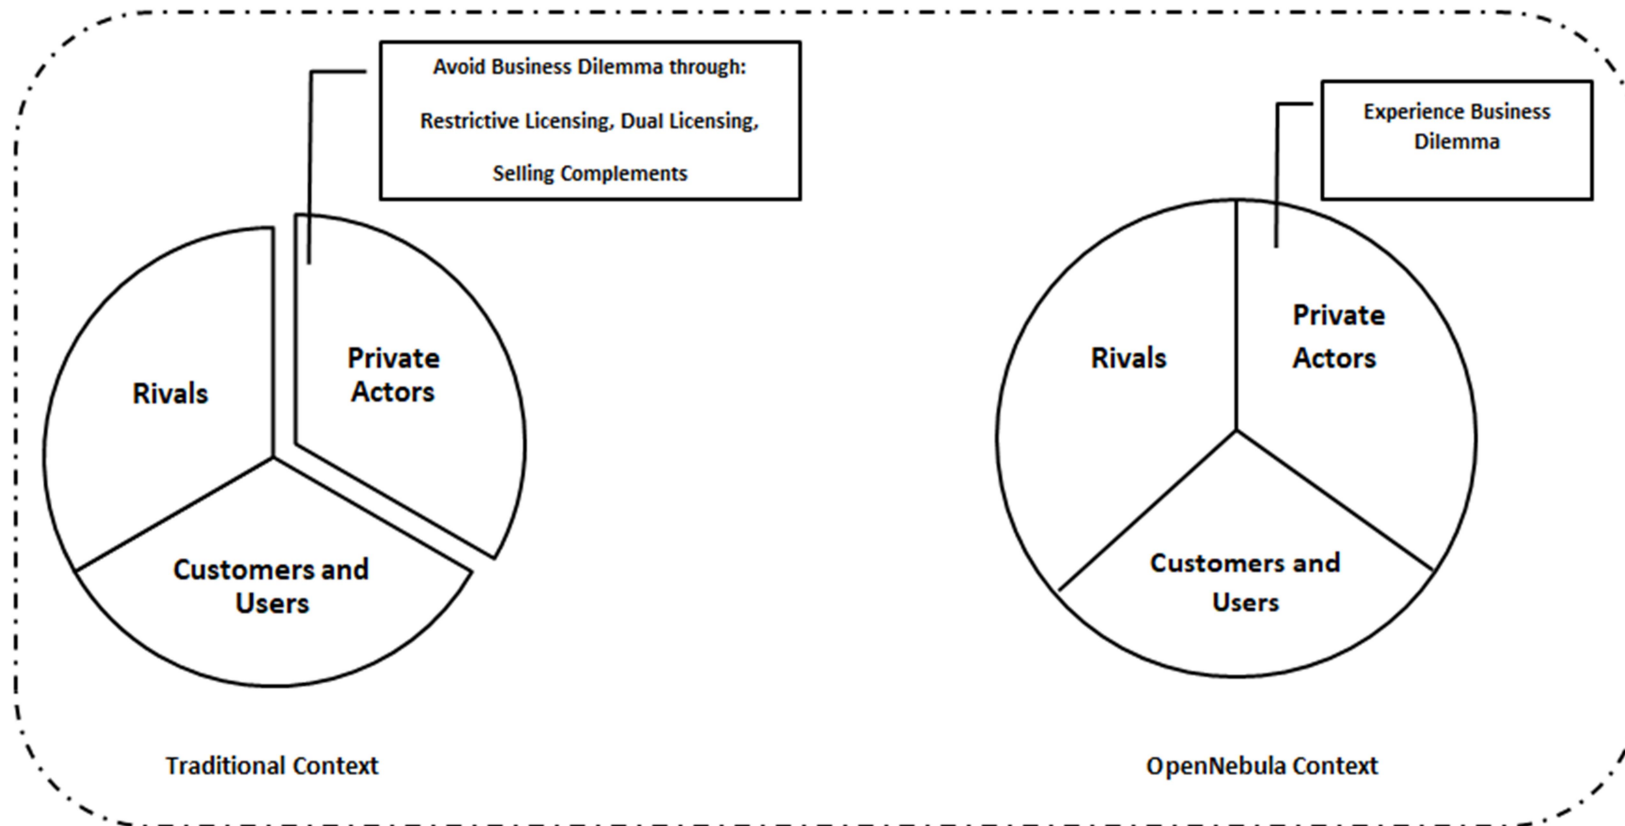 Avoid Business Dilemma through:
Restrictive Licensing, Dual Licensing,
Selling Complements
Rivals
Private
Actors
Customers and
Users
Traditional Context
Experience Business
Dilemma
Rivals
Private
Actors
Customers and
Users
OpenNebula Context